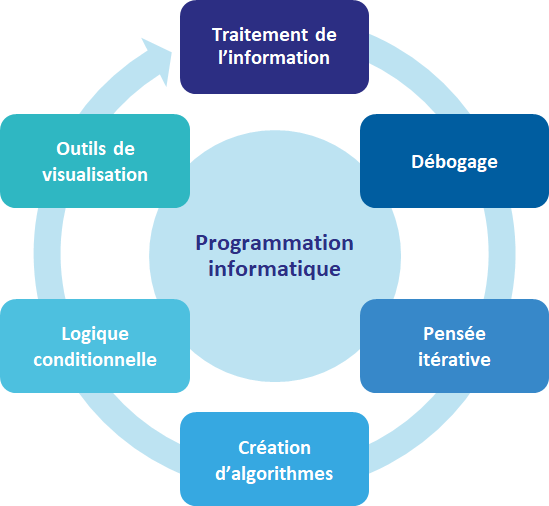 Traitement de
l’information
Débogage
Pensée
itérative
Création
d’algorithmes
Logique
conditionnelle
Outils de
visualisation
Programmation
informatique